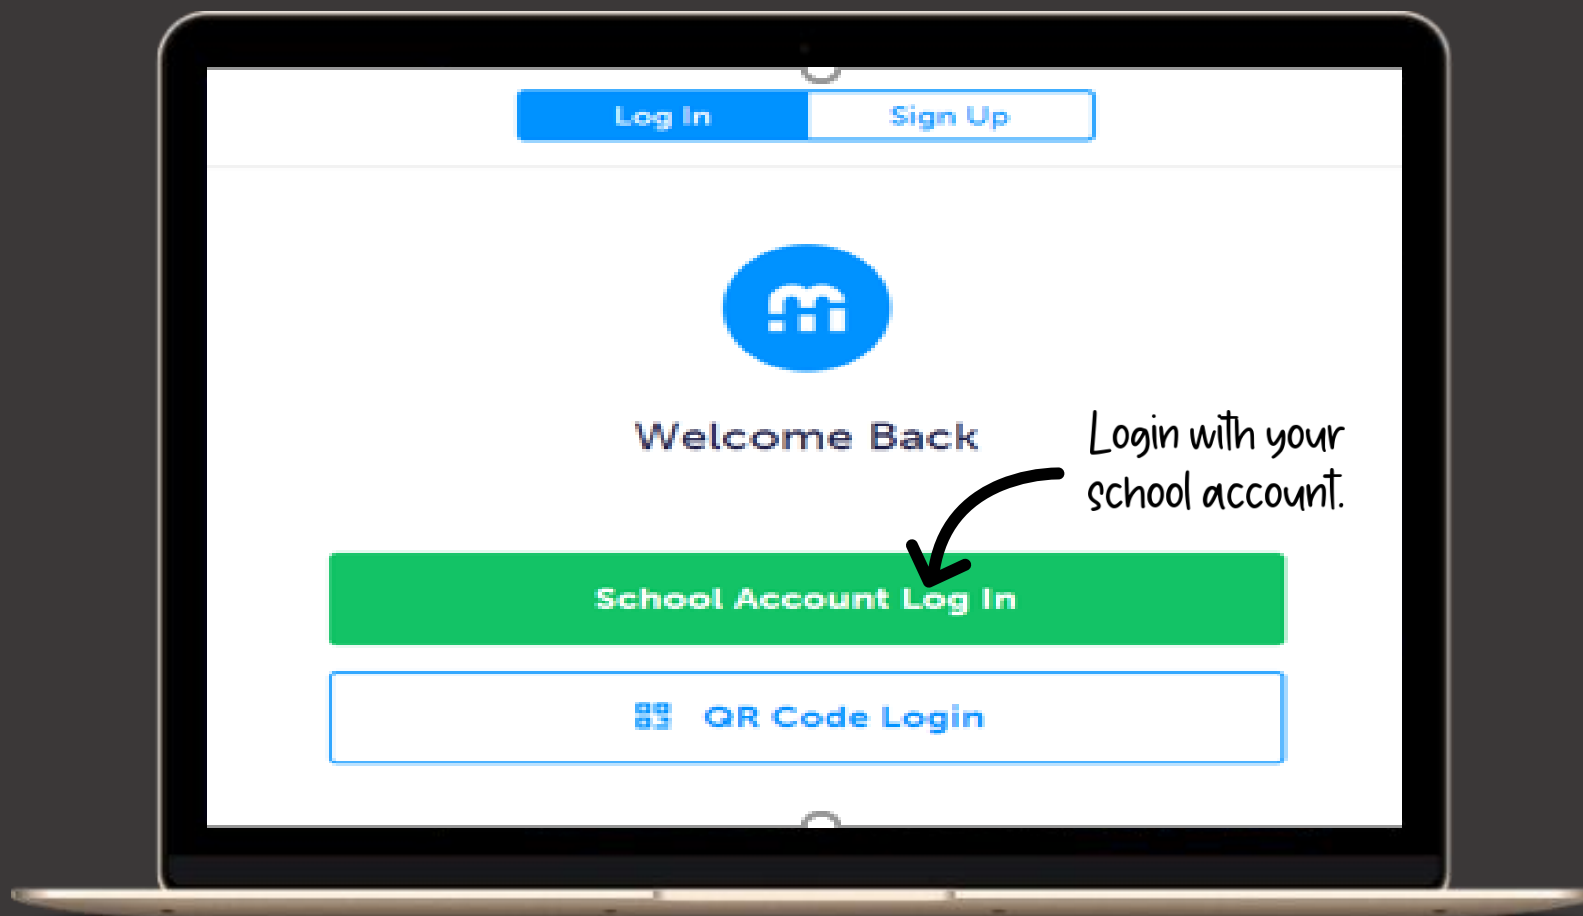 Log In
Sign Up
Welcome Back
Login with your
school account.
School Account Log In
QR Code Login